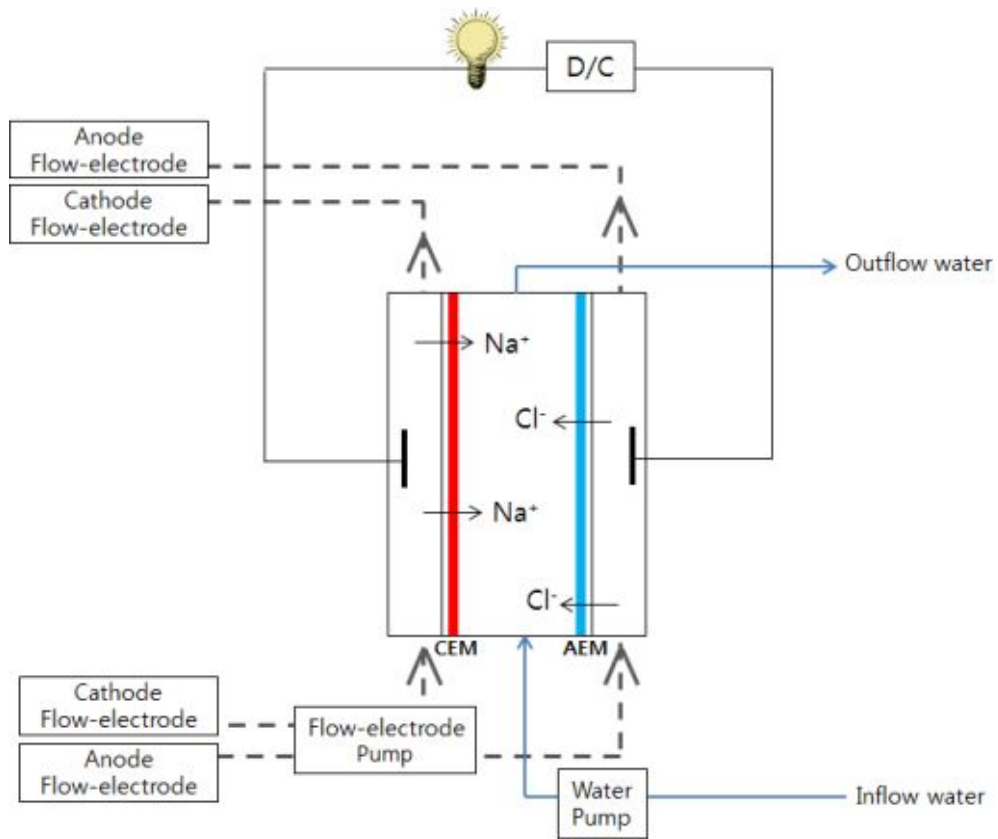 D/C
Anode
Flow-electrode
Cathode
Flow-electrode
Outflow water
Na⁺
Cl⁻
Na⁺
Cl⁻
CEM
AEM
Cathode
Flow-electrode
Anode
Flow-electrode
Flow-electrode
Pump
Water
Pump
Inflow water